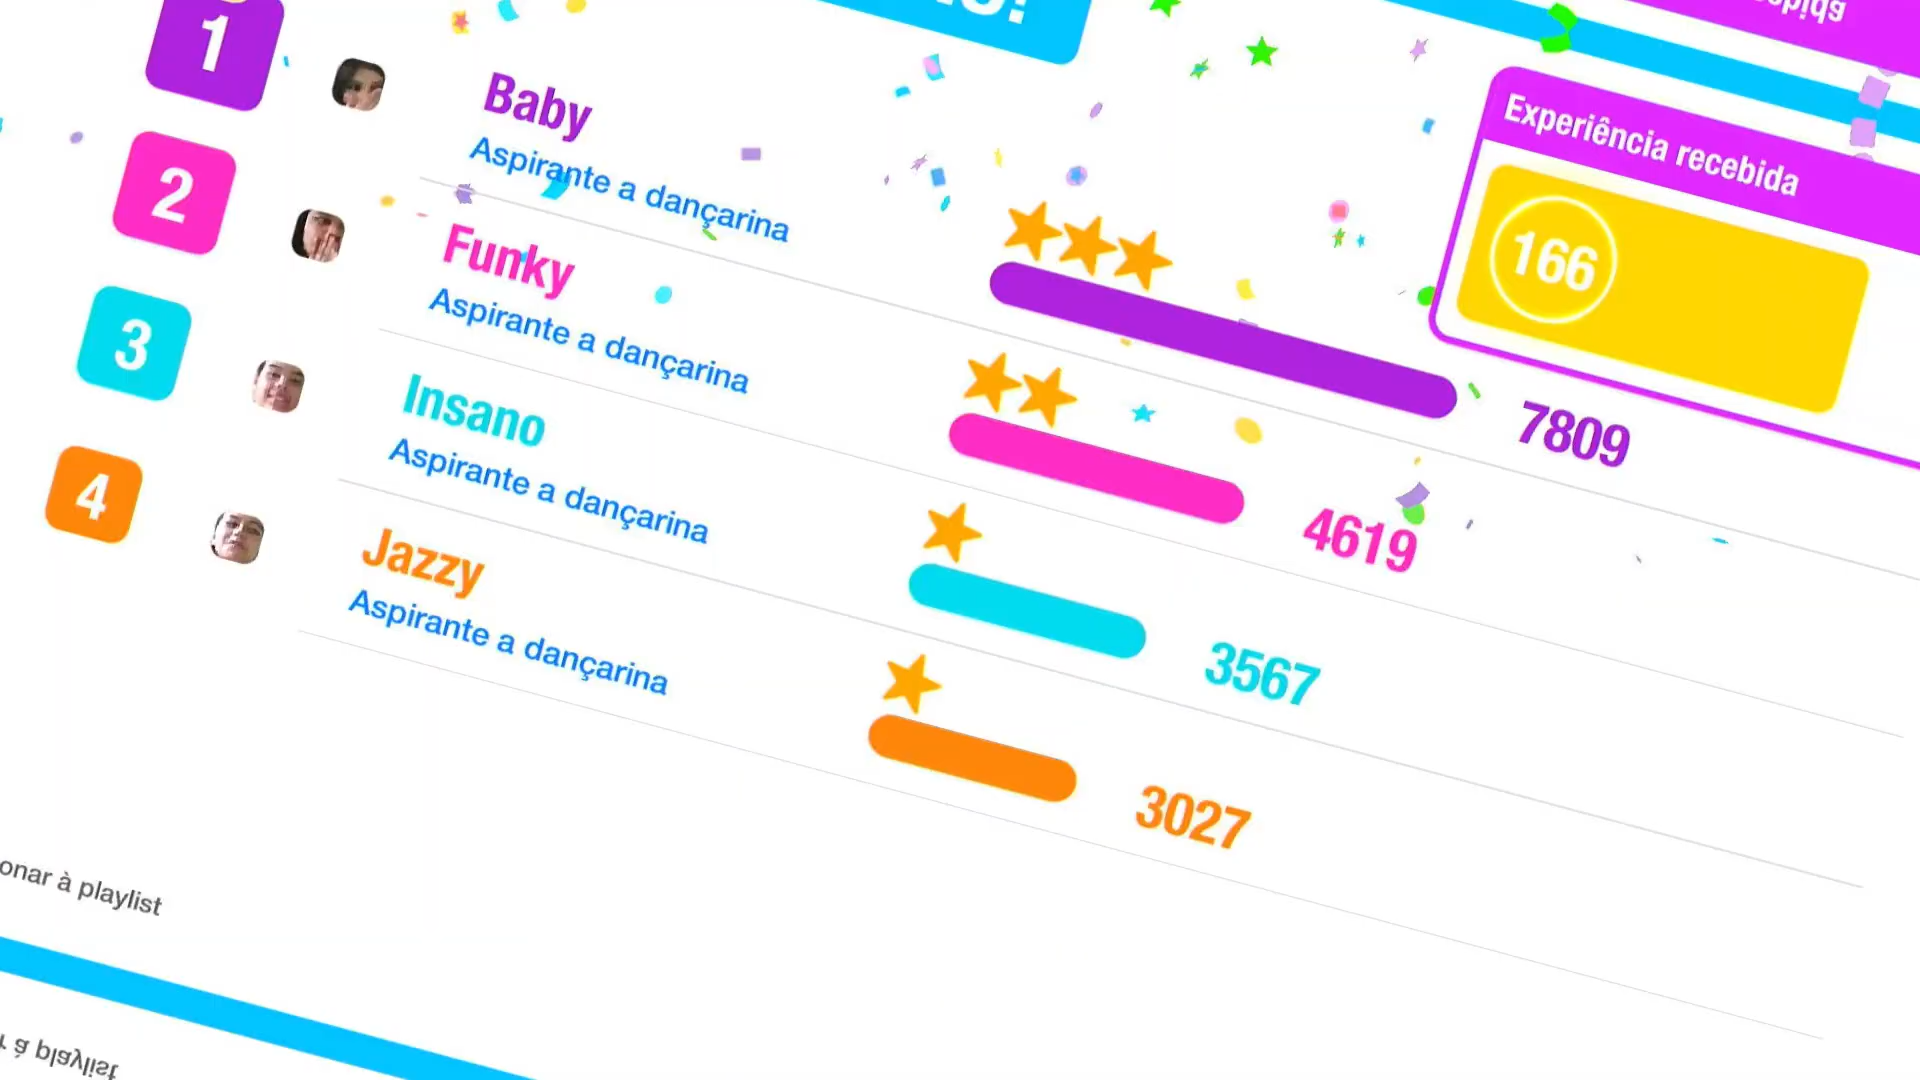 1
Baby
Aspirante a dançarina
7809
2
Funky
Aspirante a dançarina
4619
3
Insano
Aspirante a dançarina
3567
4
Jazzy
Aspirante a dançarina
3027
Experiência recebida
166
onar à playlist
r à playlist